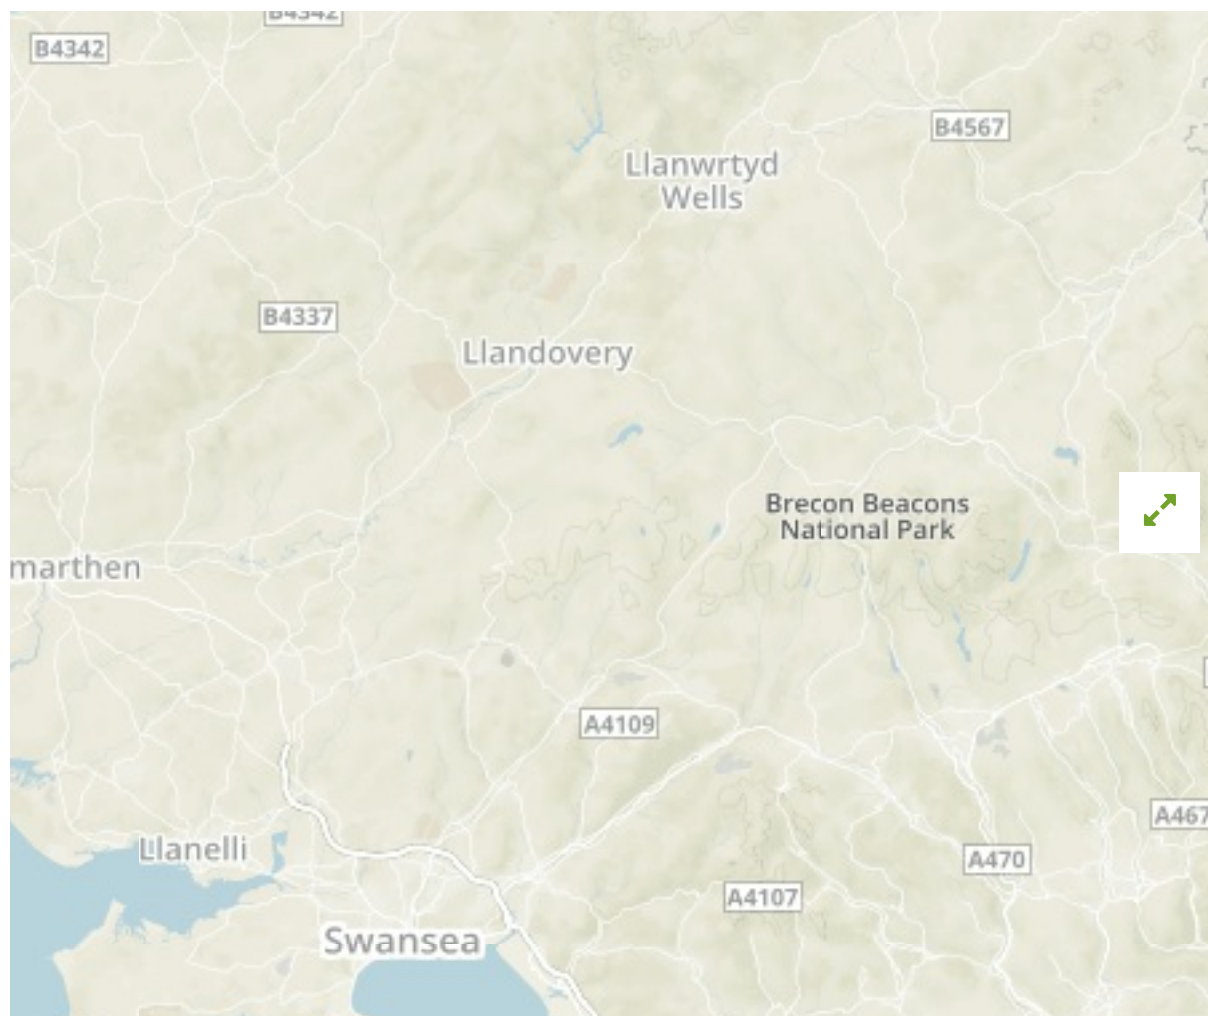 B4342
B4342
B4567
Llanwrtyd
Wells
B4337
Llandovery
Brecon Beacons
National Park
marthen
A4109
A467
Llanelli
A470
A4107
Swansea